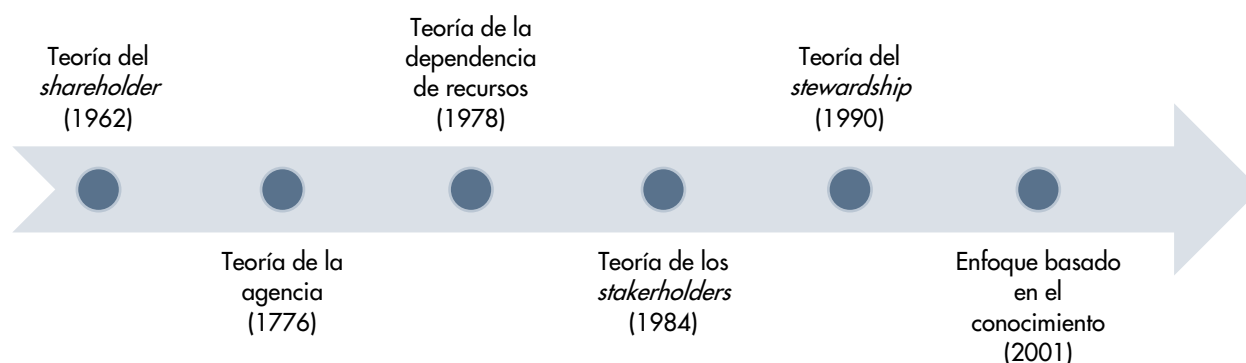 Teoría del
shareholder
(1962)
Teoría de la
agencia
(1776)
Teoría de la
dependencia
de recursos
(1978)
Teoría de los
stakerholders
(1984)
Teoría del
stewardship
(1990)
Enfoque basado
en el
conocimiento
(2001)